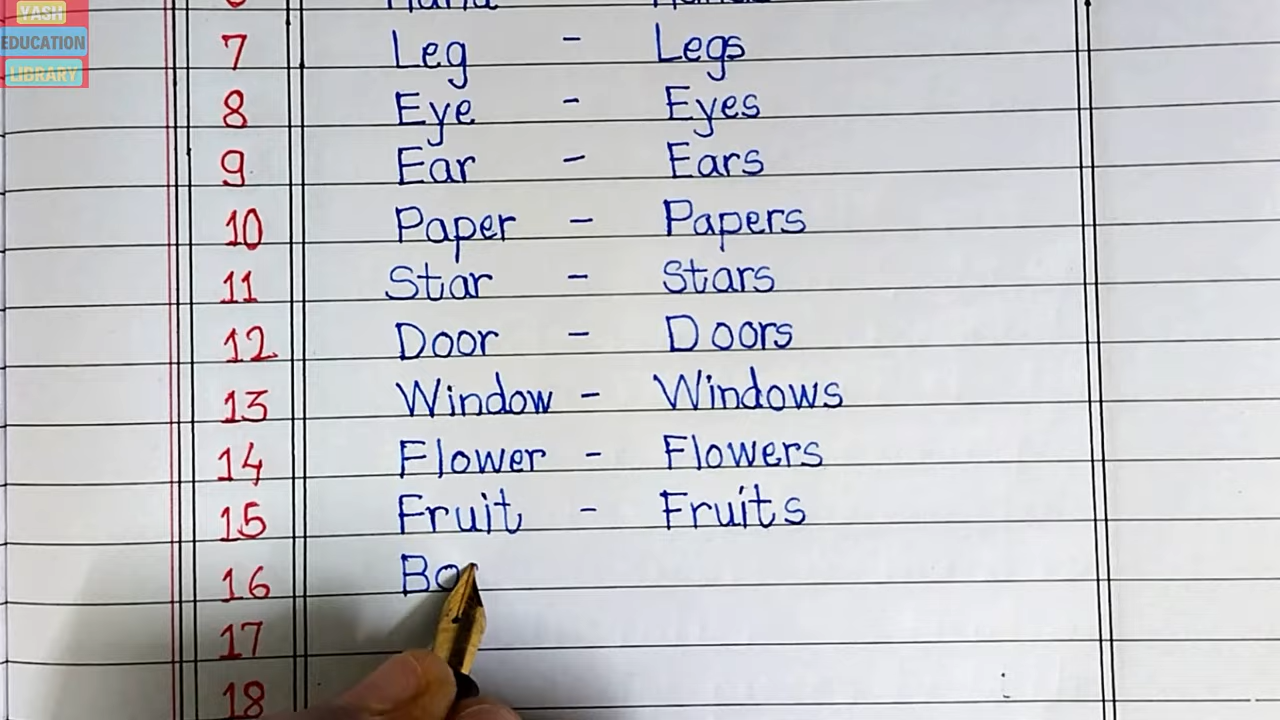 YASH
EDUCATION
LIBRARY
7 Leg - Legs
8 Eye - Eyes
9 Ear - Ears
10 Paper - Papers
11 Star - Stars
12 Door - Doors
13 Window - Windows
14 Flower - Flowers
15 Fruit - Fruits
16 Bo
17
18